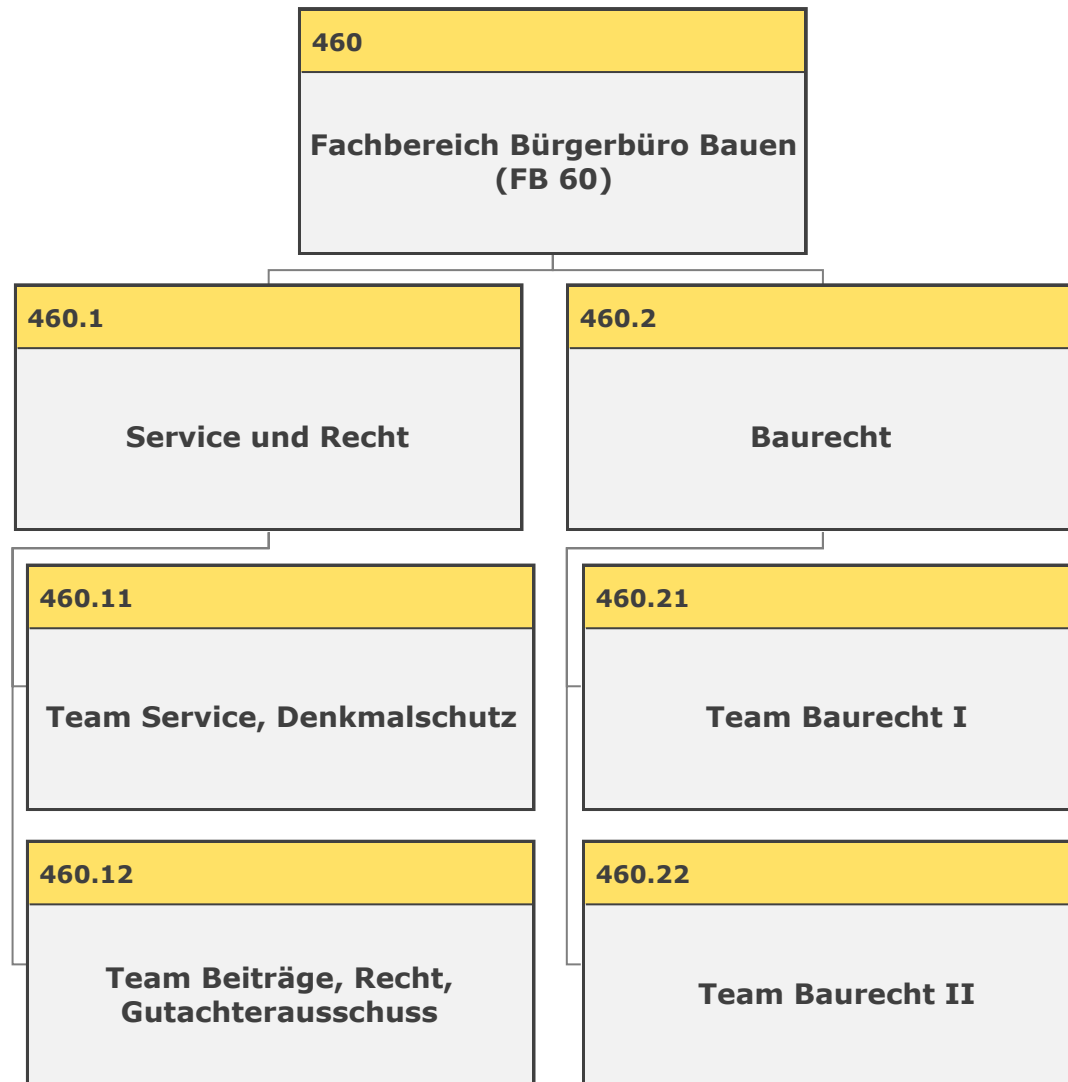 460
Fachbereich Bürgerbüro Bauen
(FB 60)
460.1
Service und Recht
460.2
Baurecht
460.11
Team Service, Denkmalschutz
460.12
Team Beiträge, Recht,
Gutachterausschuss
460.21
Team Baurecht I
460.22
Team Baurecht II